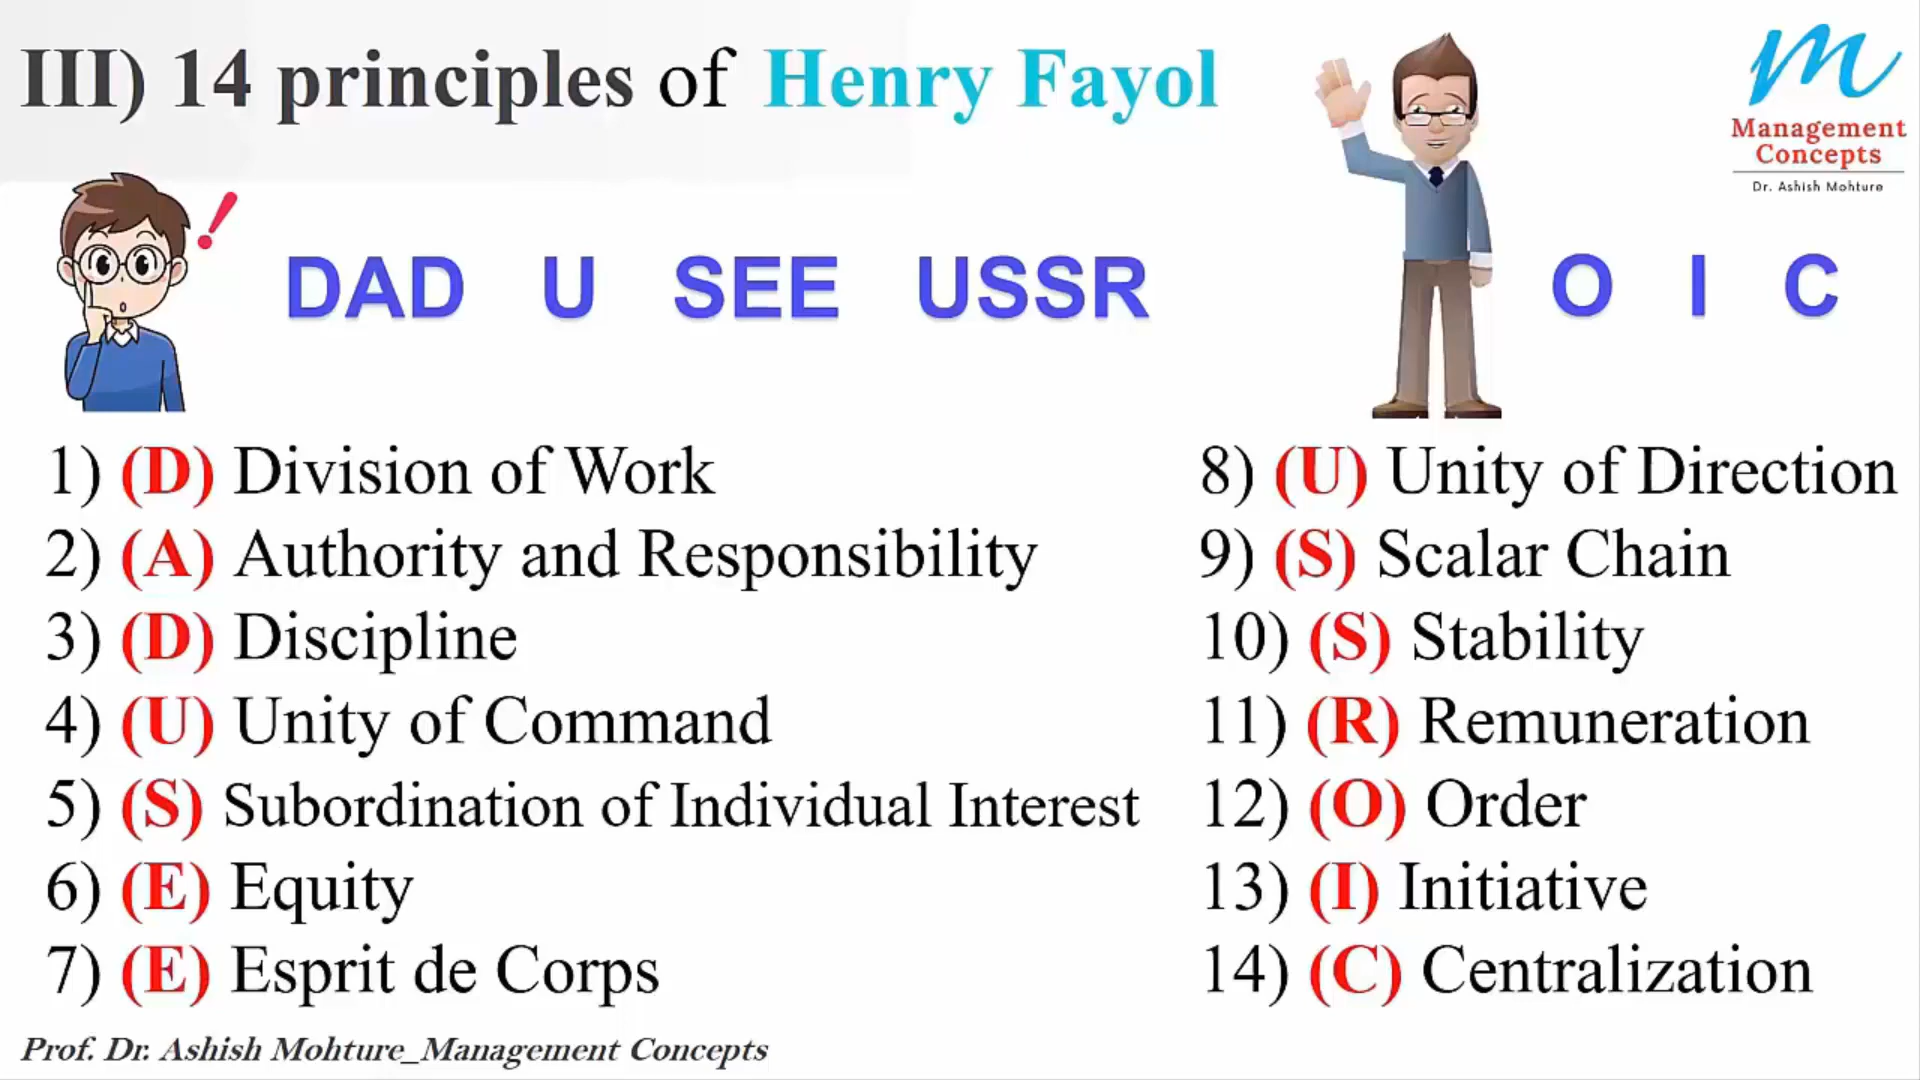 III) 14 principles of Henry Fayol
m
Management
Concepts
Dr. Ashish Mohture
!
DAD U SEE USSR O I C
1) (D) Division of Work
2) (A) Authority and Responsibility
3) (D) Discipline
4) (U) Unity of Command
5) (S) Subordination of Individual Interest
6) (E) Equity
7) (E) Esprit de Corps
8) (U) Unity of Direction
9) (S) Scalar Chain
10) (S) Stability
11) (R) Remuneration
12) (O) Order
13) (I) Initiative
14) (C) Centralization
Prof. Dr. Ashish Mohture_Management Concepts